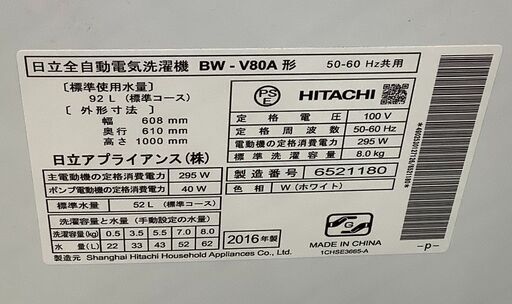 日立全自動電気洗濯機 BW-V80A 形 50-60 Hz共用
〔標準使用水量〕
92 L（標準コース）
〔外形寸法〕
幅 608 mm
奥行 610 mm
高さ 1000 mm
日立アプライアンス(株)
主電動機の定格消費電力 295 W
ポンプ電動機の定格消費電力 40 W
標準水量 52 L（標準コース）
洗濯容量と水量（手動設定の水量）
洗濯容量(kg) 0.5 3.5 5.5 7.0 8.0
水量(L) 22 33 43 52 62
製造元 Shanghai Hitachi Household Appliances Co., Ltd.
PS
E
HITACHI
定格電圧 100 V
定格周波数 50-60 Hz
電動機の定格消費電力 295 W
標準洗濯容量 8.0 kg
製造番号 6521180
色相 W（ホワイト）
2016年製
MADE IN CHINA
1CHSE3665-A
-p-